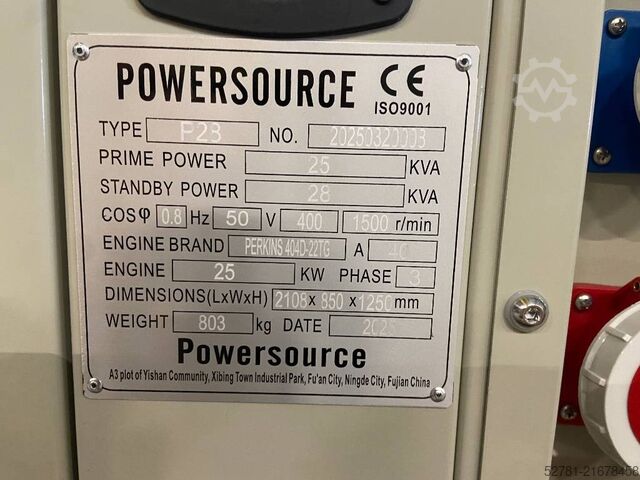 POWERSOURCE CE
ISO9001
TYPE P28 NO. 20250320003
PRIME POWER 25 KVA
STANDBY POWER 28 KVA
COSφ 0.8 Hz 50 V 400 1500 r/min
ENGINE BRAND PERKINS 404D-22TG A 40
ENGINE 25 KW PHASE 3
DIMENSIONS(LxWxH) 2108 x 850 x 1250 mm
WEIGHT 803 kg DATE 2025
Powersource
A3 plot of Yishan Community, Xibing Town Industrial Park, Fu'an City, Ningde City, Fujian China
52781-21678458